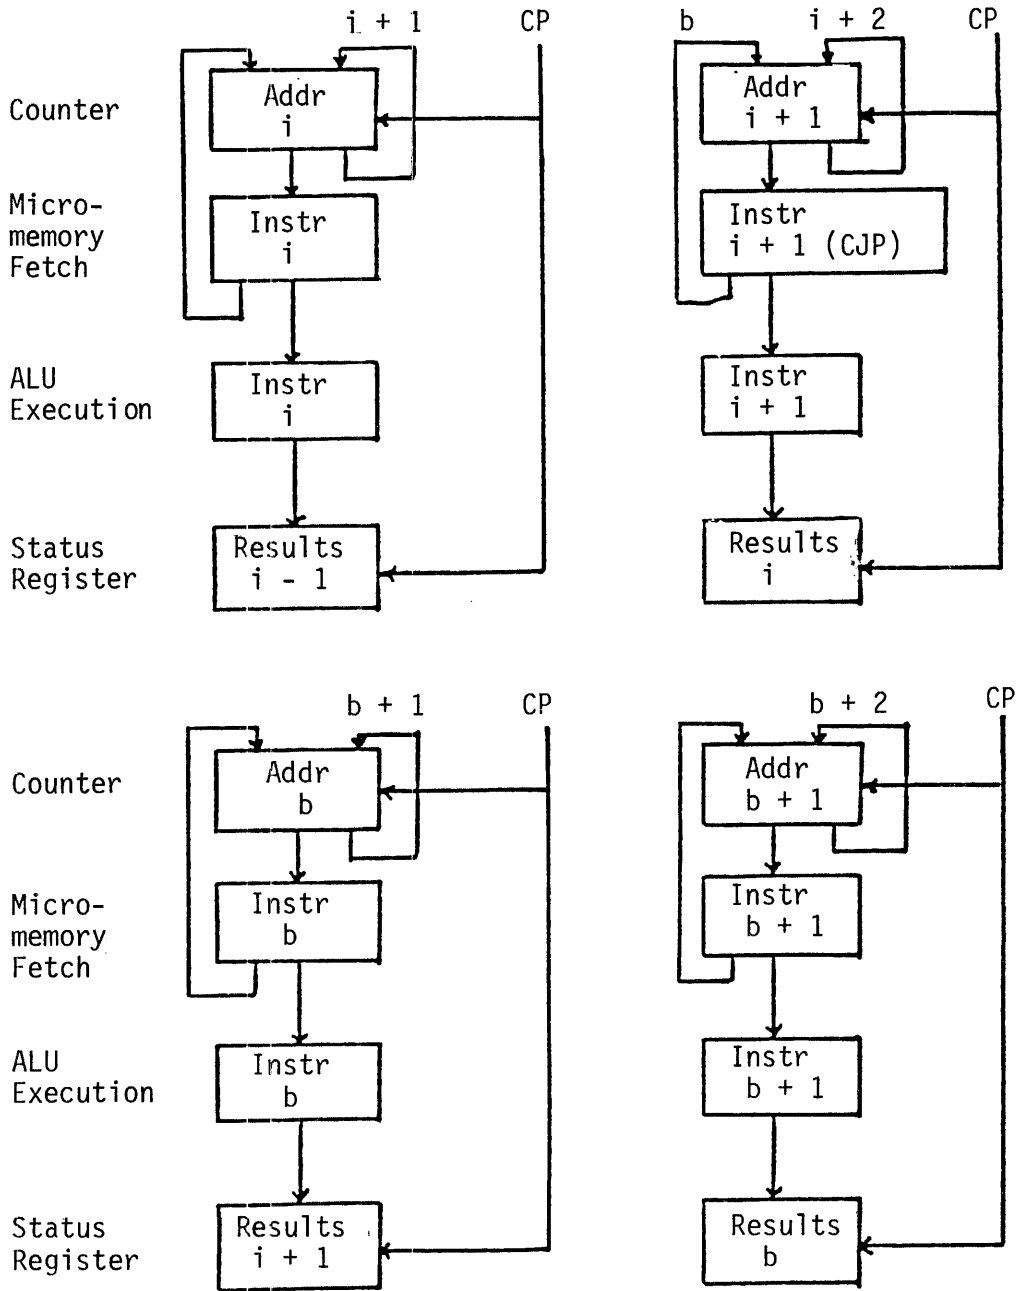 i + 1 CP
Counter
Addr
i
Micro-
memory
Fetch
Instr
i
ALU
Execution
Instr
i
Status
Register
Results
i - 1
b i + 2 CP
Addr
i + 1
Instr
i + 1 (CJP)
Instr
i + 1
Results
i
b + 1 CP
Counter
Addr
b
Micro-
memory
Fetch
Instr
b
ALU
Execution
Instr
b
Status
Register
Results
i + 1
b + 2 CP
Addr
b + 1
Instr
b + 1
Instr
b + 1
Results
b